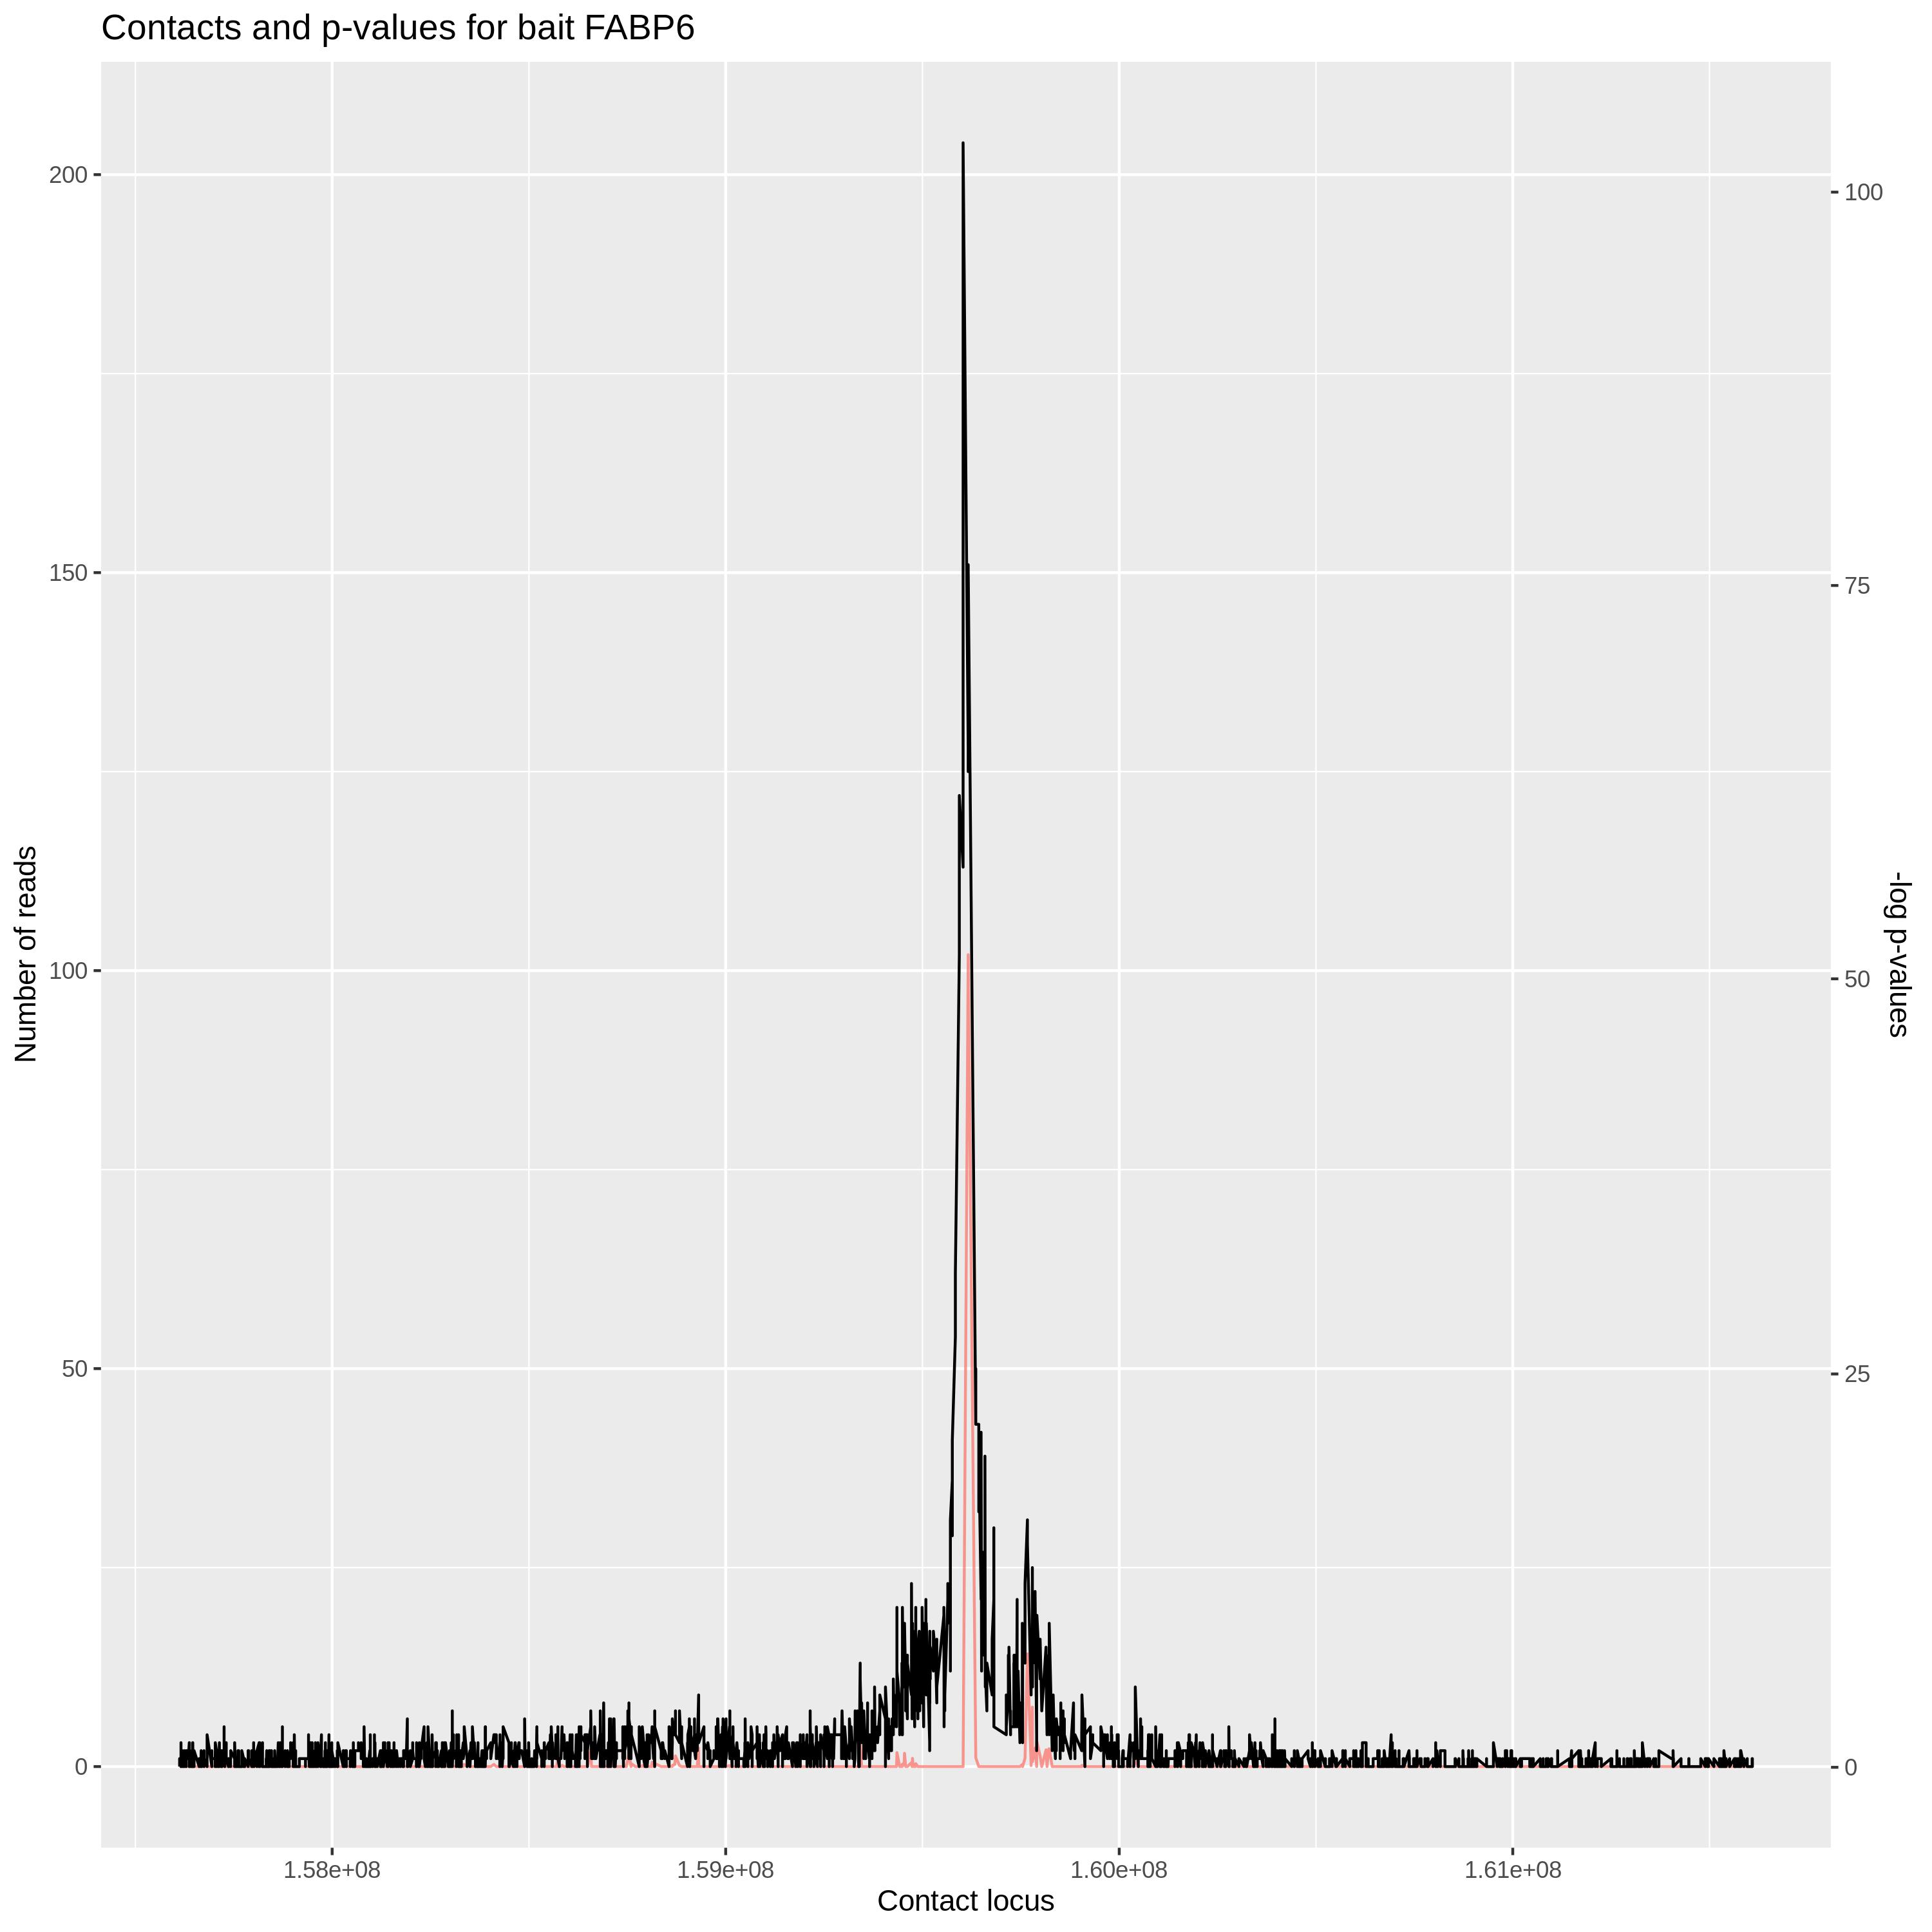 Contacts and p-values for bait FABP6
200
150
100
50
0
100
75
50
25
0
Number of reads
-log p-values
1.58e+08
1.59e+08
1.60e+08
1.61e+08
Contact locus